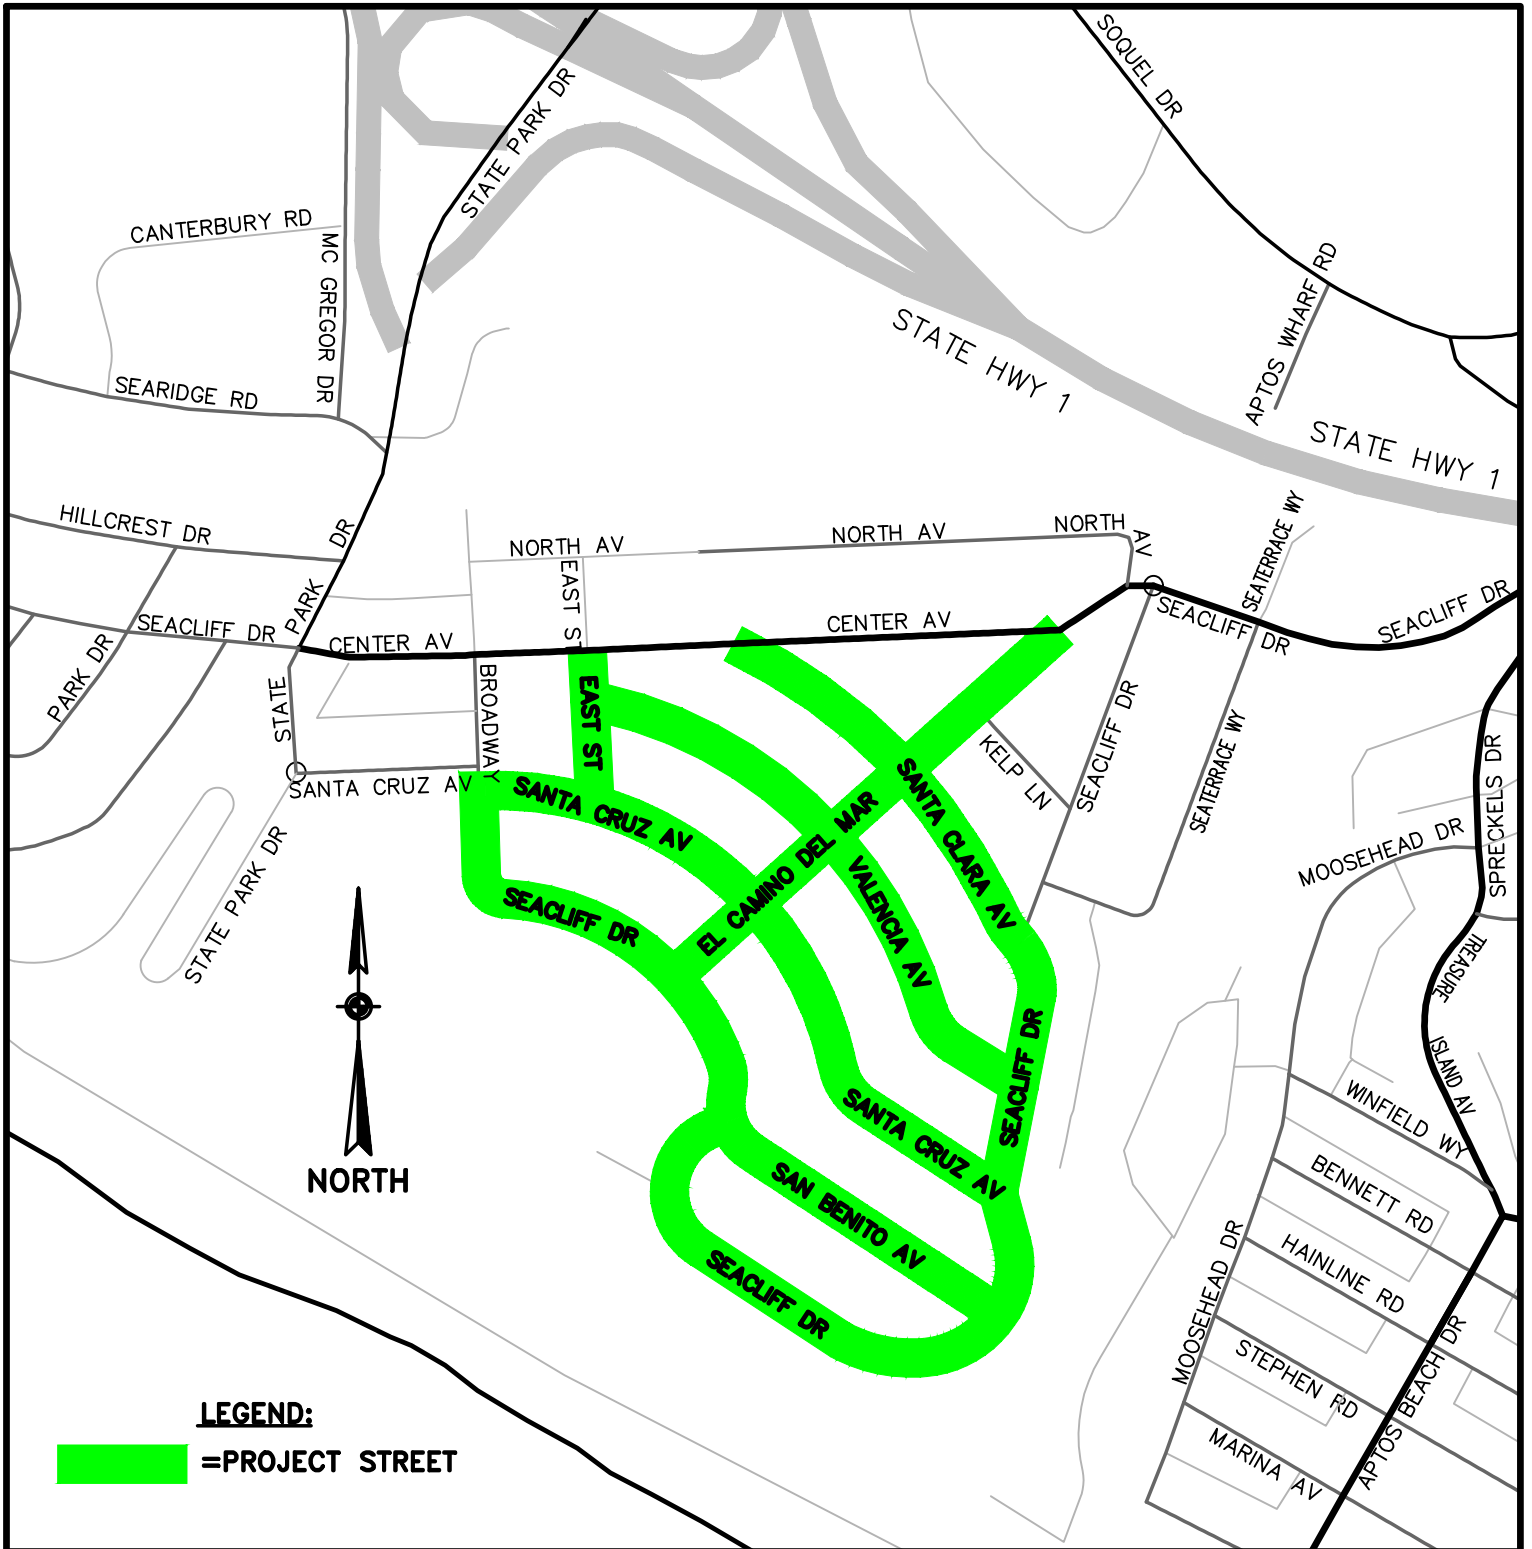 SOQUEL DR
STATE PARK DR
CANTERBURY RD
MC GREGOR DR
APTOS WHARF RD
STATE HWY 1
STATE HWY 1
SEARIDGE RD
HILLCREST DR
PARK DR
NORTH AV
NORTH AV
NORTH AV
EAST ST
SEATERRACE WY
SEACLIFF DR
CENTER AV
CENTER AV
SEACLIFF DR
SEACLIFF DR
PARK DR
STATE
BROADWAY
EAST ST
KELP LN
SEACLIFF DR
SEATERRACE WY
SPRECKELS DR
SANTA CRUZ AV
SANTA CRUZ AV
EL CAMINO DEL MAR
SANTA CLARA AV
VALENCIA AV
MOOSEHEAD DR
STATE PARK DR
SEACLIFF DR
TREASURE
ISLAND AV
SEACLIFF DR
NORTH
SANTA CRUZ AV
WINFIELD WY
SAN BENITO AV
BENNETT RD
SEACLIFF DR
MOOSEHEAD DR
HAINLINE RD
STEPHEN RD
APTOS BEACH DR
MARINA AV
LEGEND:
=PROJECT STREET